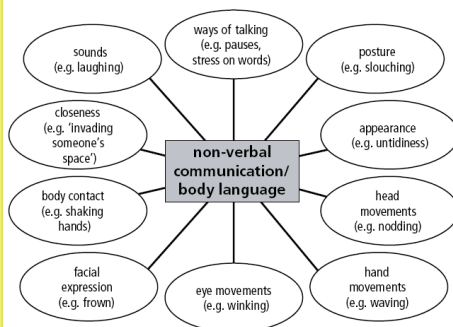 ways of talking
(e.g. pauses,
stress on words)
sounds
(e.g. laughing)
posture
(e.g. slouching)
closeness
(e.g. ‘invading
someone’s
space’)
appearance
(e.g. untidiness)
non-verbal
communication/
body language
body contact
(e.g. shaking
hands)
head
movements
(e.g. nodding)
facial
expression
(e.g. frown)
eye movements
(e.g. winking)
hand
movements
(e.g. waving)